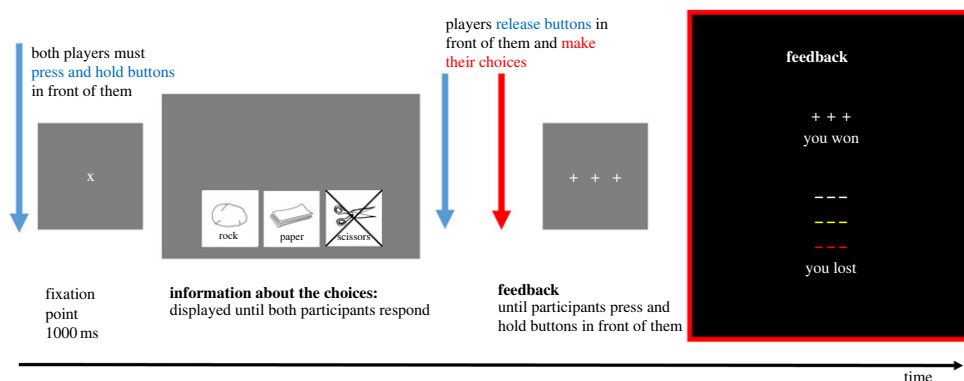 both players must
press and hold buttons
in front of them
x
rock
paper
scissors
players release buttons in
front of them and make
their choices
+ + +
feedback
+ + +
you won
– – –
– – –
– – –
you lost
fixation
point
1000 ms
information about the choices:
displayed until both participants respond
feedback
until participants press and
hold buttons in front of them
time